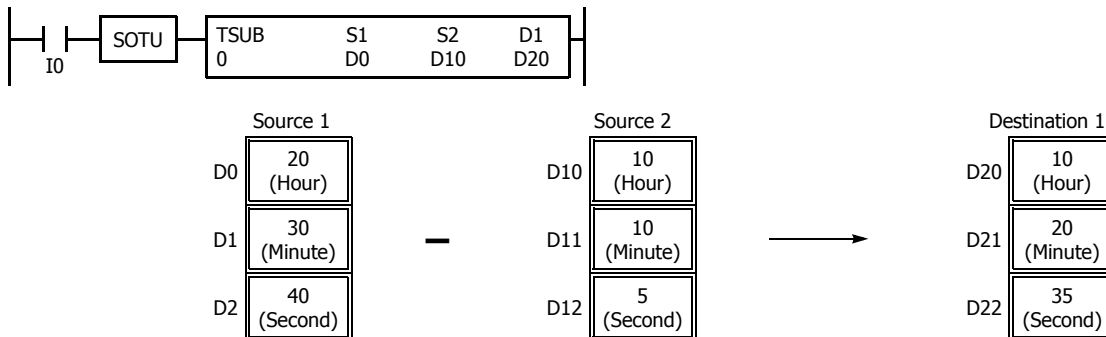 SOTU TSUB S1 S2 D1
0 D0 D10 D20
I0
Source 1 Source 2 Destination 1
D0 20 (Hour) D10 10 (Hour) D20 10 (Hour)
D1 30 (Minute) − D11 10 (Minute) D21 20 (Minute)
D2 40 (Second) D12 5 (Second) D22 35 (Second)